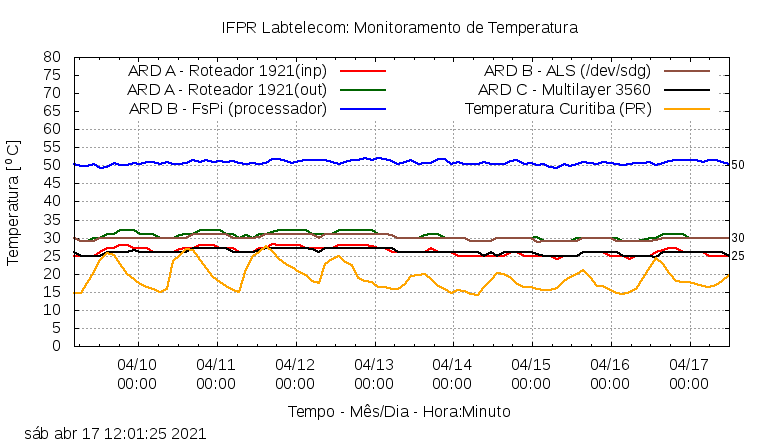 IFPR Labtelecom: Monitoramento de Temperatura
80
75
70
65
60
55
50
45
40
35
30
25
20
15
10
5
0
Temperatura [ º C]
ARD A - Roteador 1921(inp)
ARD A - Roteador 1921(out)
ARD B - FsPi (processador)
ARD B - ALS (/dev/sdg)
ARD C - Multilayer 3560
Temperatura Curitiba (PR)
50
30
25
04/10 04/11 04/12 04/13 04/14 04/15 04/16 04/17
00:00 00:00 00:00 00:00 00:00 00:00 00:00 00:00
Tempo - Mês/Dia - Hora:Minuto
sáb abr 17 12:01:25 2021